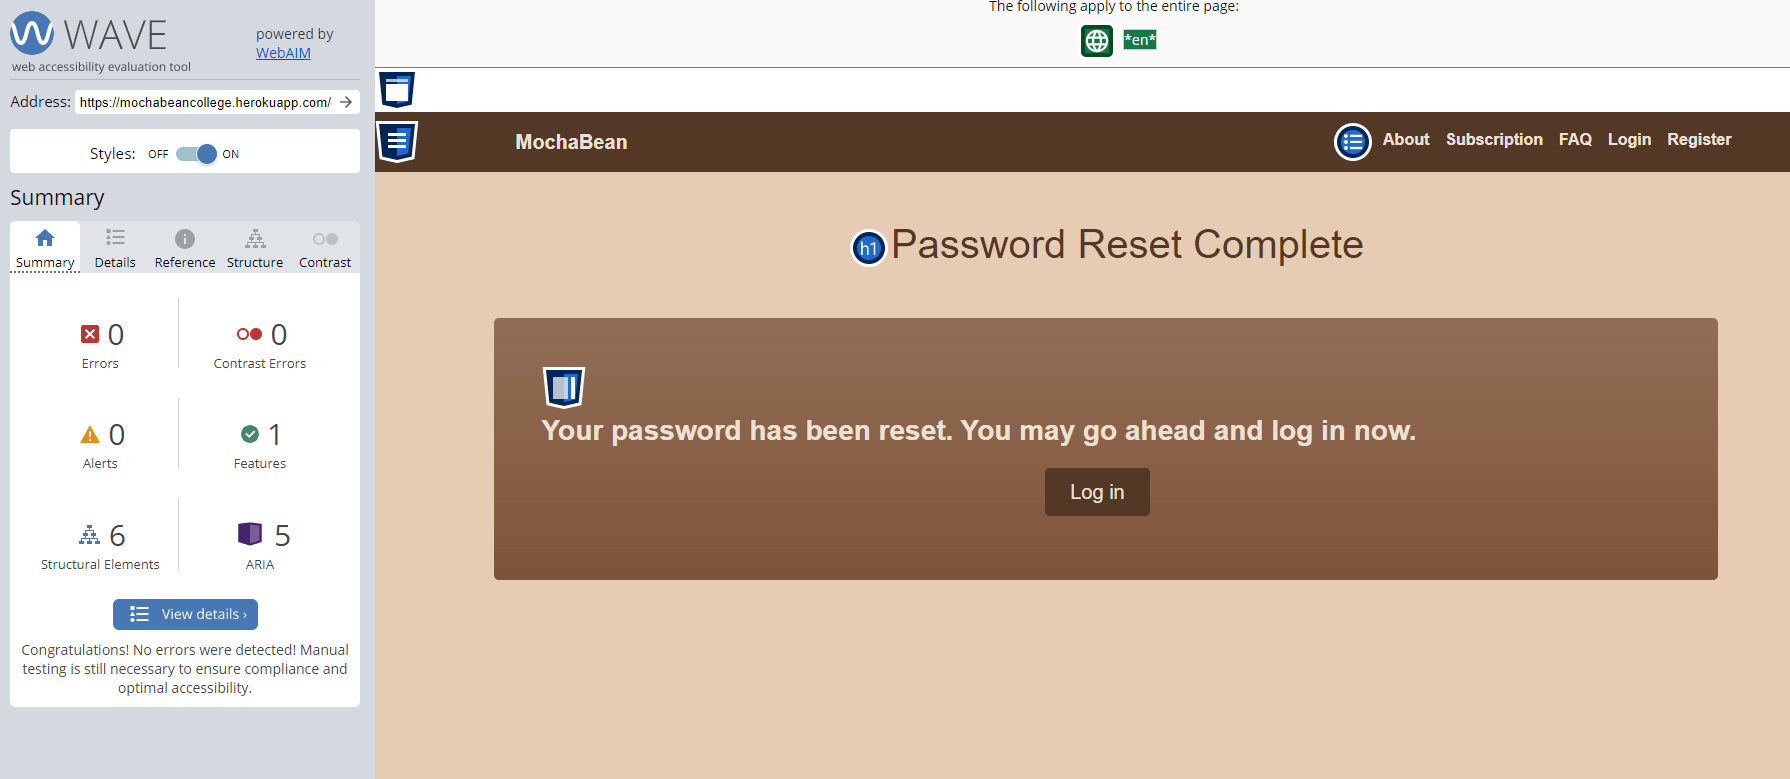 WAVE
powered by
WebAIM
web accessibility evaluation tool
Address: https://mochabeancollege.herokuapp.com/
Styles: OFF ON
Summary
Summary Details Reference Structure Contrast
0 0
Errors Contrast Errors
0 1
Alerts Features
6 5
Structural Elements ARIA
View details ›
Congratulations! No errors were detected! Manual
testing is still necessary to ensure compliance and
optimal accessibility.
The following apply to the entire page:
*en*
MochaBean About Subscription FAQ Login Register
h1 Password Reset Complete
Your password has been reset. You may go ahead and log in now.
Log in